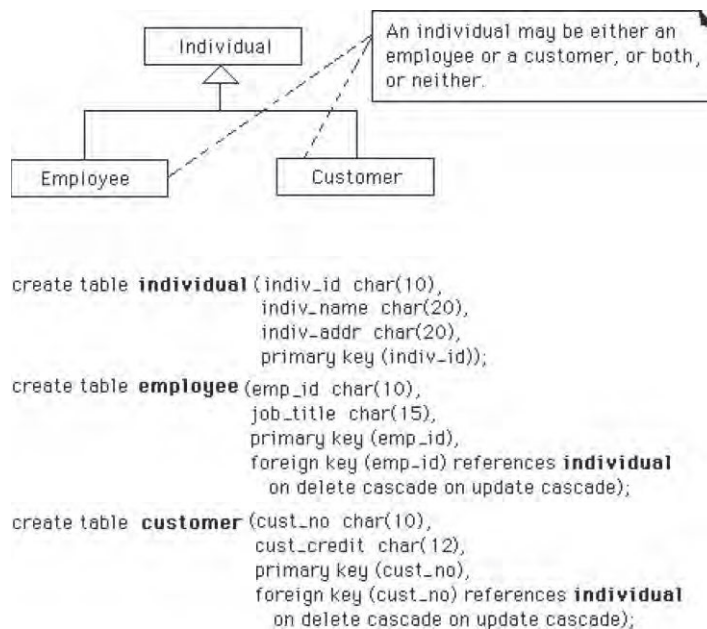 Individual
An individual may be either an
employee or a customer, or both,
or neither.
Employee
Customer
create table individual (indiv_id char(10),
indiv_name char(20),
indiv_addr char(20),
primary key (indiv_id));
create table employee (emp_id char(10),
job_title char(15),
primary key (emp_id),
foreign key (emp_id) references individual
on delete cascade on update cascade);
create table customer (cust_no char(10),
cust_credit char(12),
primary key (cust_no),
foreign key (cust_no) references individual
on delete cascade on update cascade);